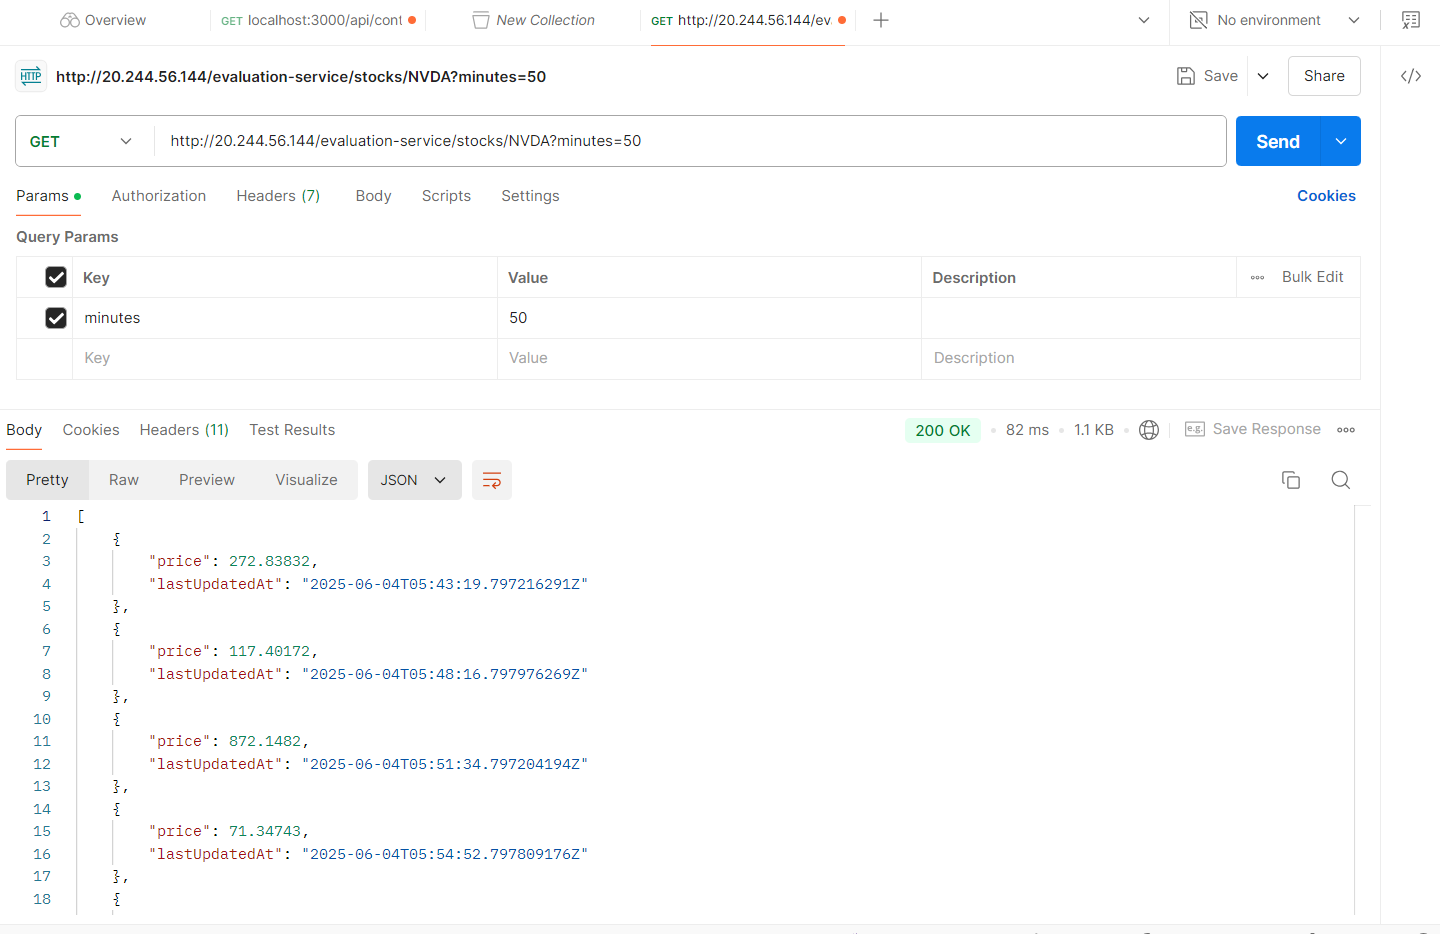 Overview GET localhost:3000/api/cont New Collection GET http://20.244.56.144/ev No environment
HTTP http://20.244.56.144/evaluation-service/stocks/NVDA?minutes=50 Save Share
GET http://20.244.56.144/evaluation-service/stocks/NVDA?minutes=50 Send
Params Authorization Headers (7) Body Scripts Settings Cookies
Query Params
Key Value Description Bulk Edit
minutes 50
Key Value Description
Body Cookies Headers (11) Test Results 200 OK 82 ms 1.1 KB e.g. Save Response
Pretty Raw Preview Visualize JSON
1 [
2 {
3 "price": 272.83832,
4 "lastUpdatedAt": "2025-06-04T05:43:19.797216291Z"
5 },
6 {
7 "price": 117.40172,
8 "lastUpdatedAt": "2025-06-04T05:48:16.797976269Z"
9 },
10 {
11 "price": 872.1482,
12 "lastUpdatedAt": "2025-06-04T05:51:34.797204194Z"
13 },
14 {
15 "price": 71.34743,
16 "lastUpdatedAt": "2025-06-04T05:54:52.797809176Z"
17 },
18 {